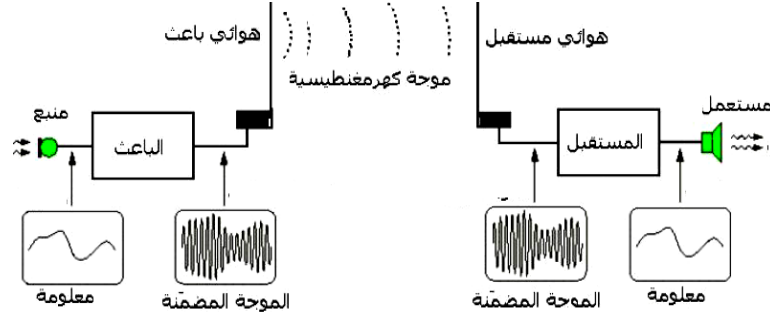 هوائي باعث
هوائي مستقبل
موجة كهرمغنطيسية
منبع
مستعمل
الباعث
المستقبل
معلومة
الموجة المضمّنة
الموجة المضمّنة
معلومة